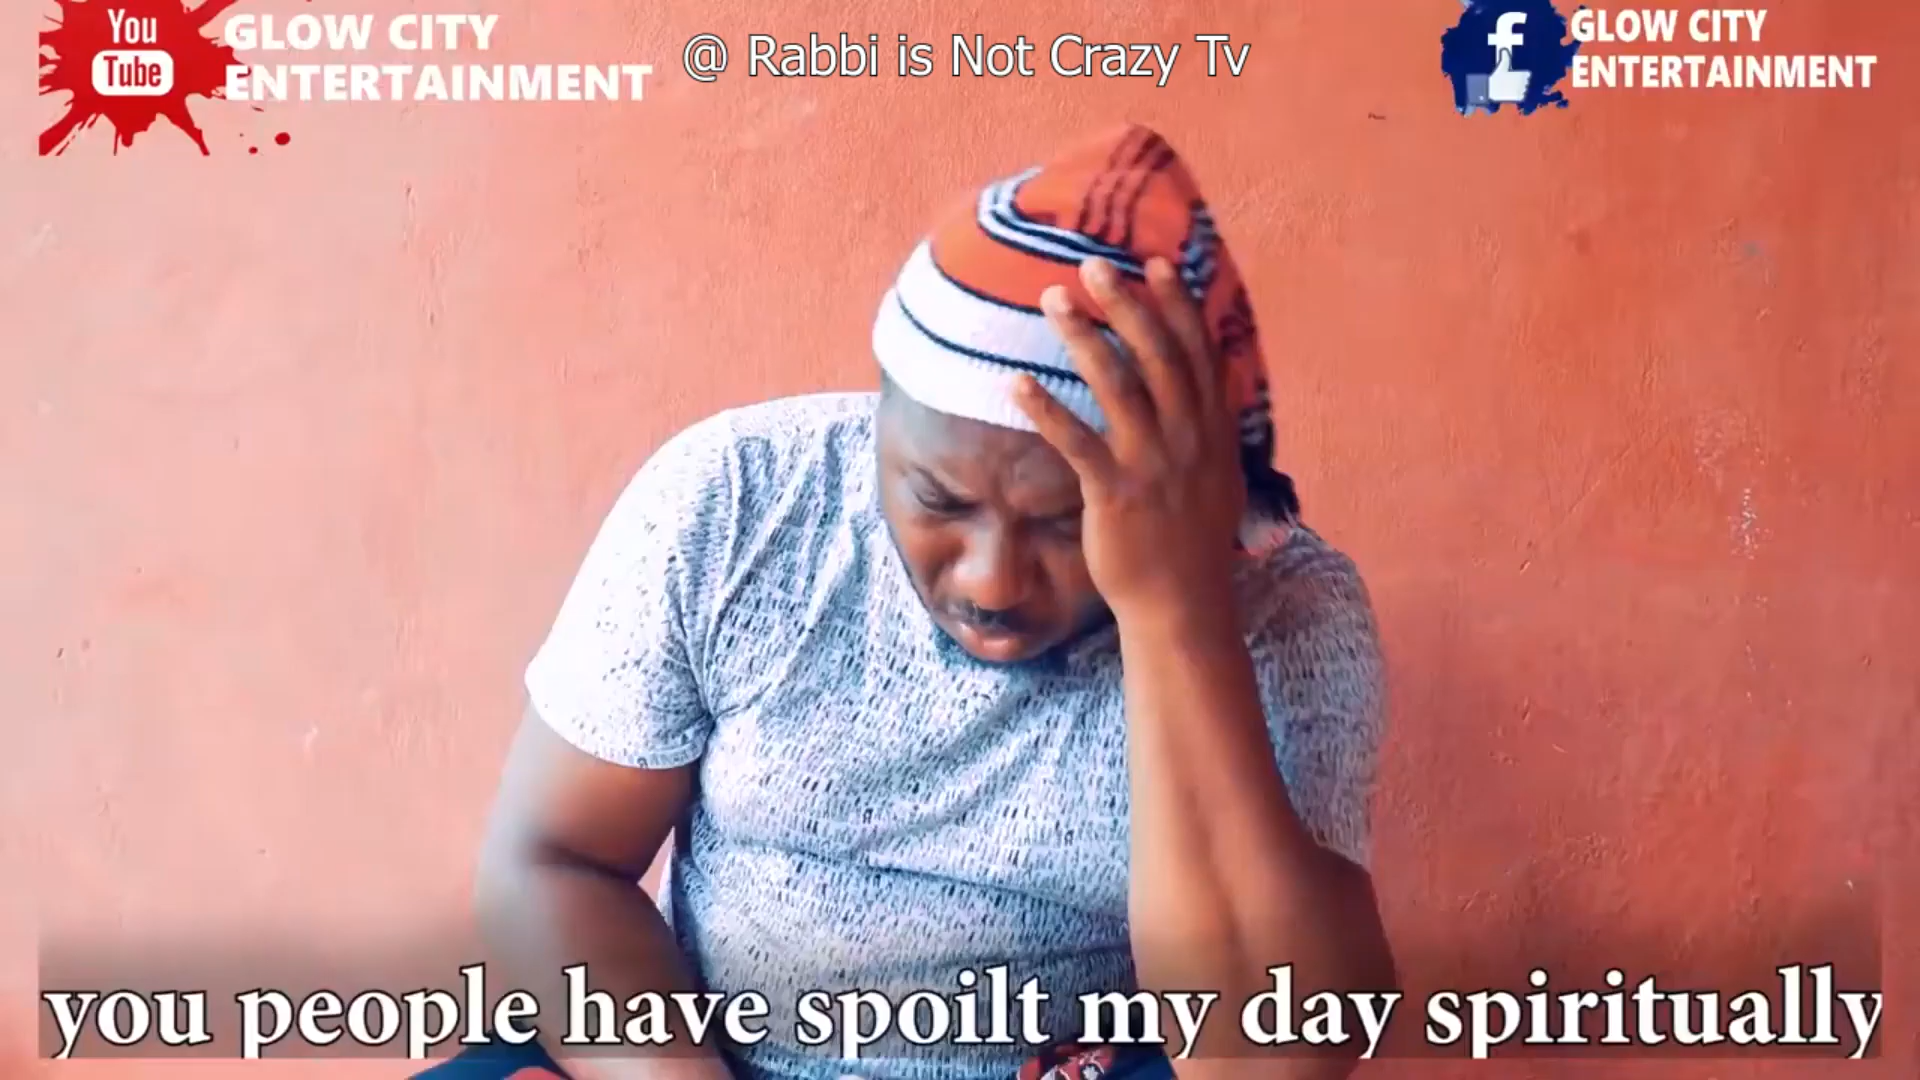 You
Tube
GLOW CITY
ENTERTAINMENT
@ Rabbi is Not Crazy Tv
f
GLOW CITY
ENTERTAINMENT
you people have spoilt my day spiritually